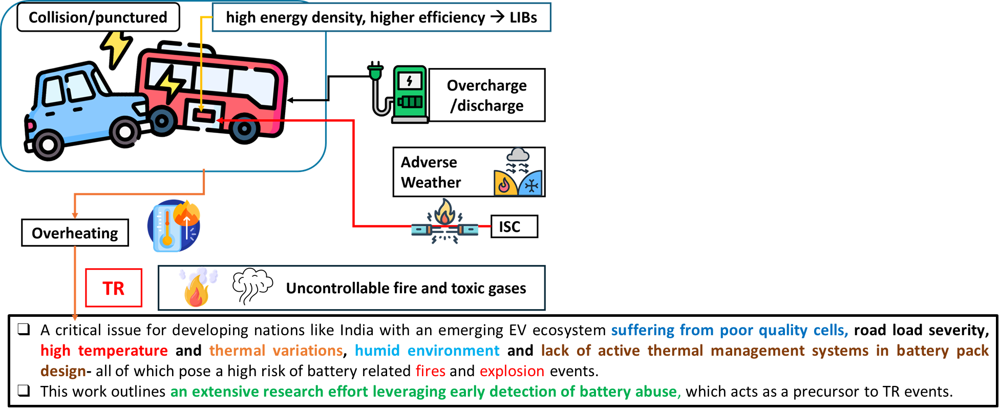 Collision/punctured
high energy density, higher efficiency → LIBs
Overcharge
/discharge
Adverse
Weather
ISC
Overheating
TR
Uncontrollable fire and toxic gases
❑ A critical issue for developing nations like India with an emerging EV ecosystem suffering from poor quality cells, road load severity,
high temperature and thermal variations, humid environment and lack of active thermal management systems in battery pack
design- all of which pose a high risk of battery related fires and explosion events.
❑ This work outlines an extensive research effort leveraging early detection of battery abuse, which acts as a precursor to TR events.